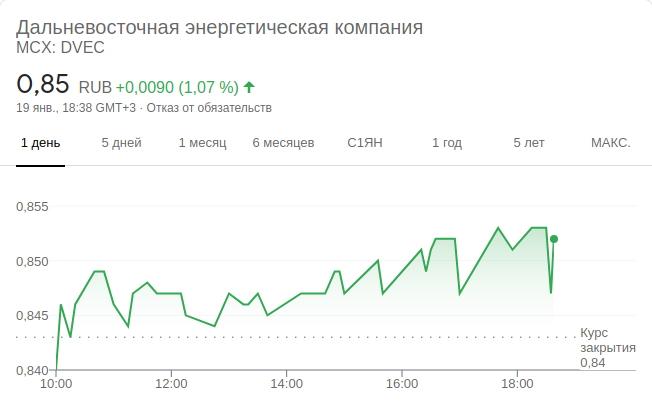 Дальневосточная энергетическая компания
MCX: DVEC
0,85 RUB +0,0090 (1,07 %)
19 янв., 18:38 GMT+3 · Отказ от обязательств
1 день 5 дней 1 месяц 6 месяцев С1ЯН 1 год 5 лет МАКС.
0,855
0,850
0,845
Курс
закрытия
0,84
0,840
10:00 12:00 14:00 16:00 18:00